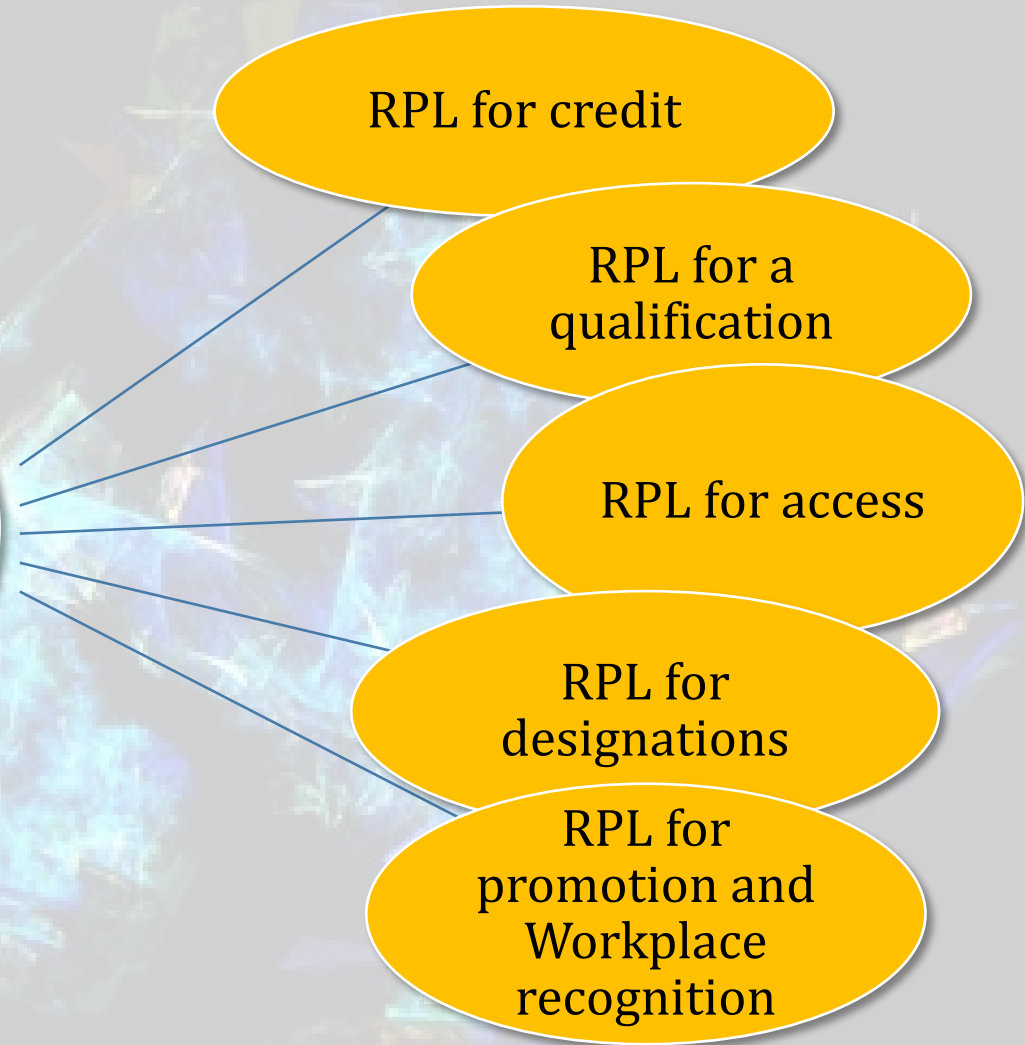 RPL for credit
RPL for a
qualification
RPL for access
RPL for
designations
RPL for
promotion and
Workplace
recognition